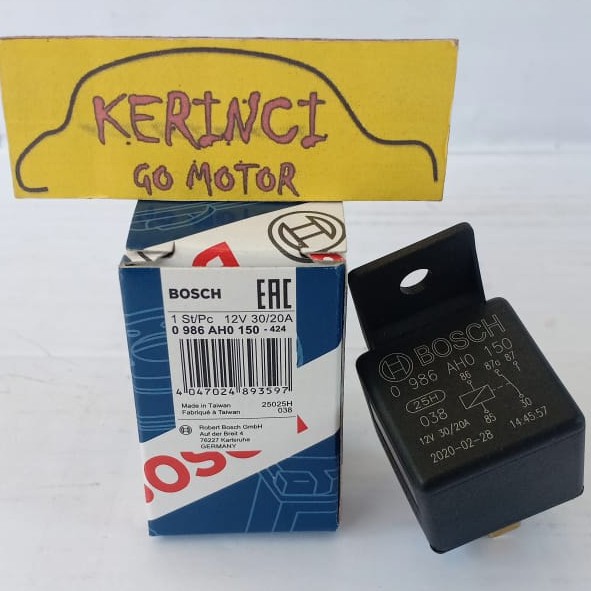 KERINCI
GO MOTOR
BOSCH
EAC
1 St/Pc 12V 30/20A
0 986 AH0 150 - 424
4 047024 893597
Made in Taiwan
Fabriqué à Taiwan
25025H
038
Robert Bosch GmbH
Auf der Breit 4
76227 Karlsruhe
GERMANY
BOSCH
0 986 AH0 150
86 87a 87
25H
038
85 30
12V 30/20A
2020-02-28 14:45:57